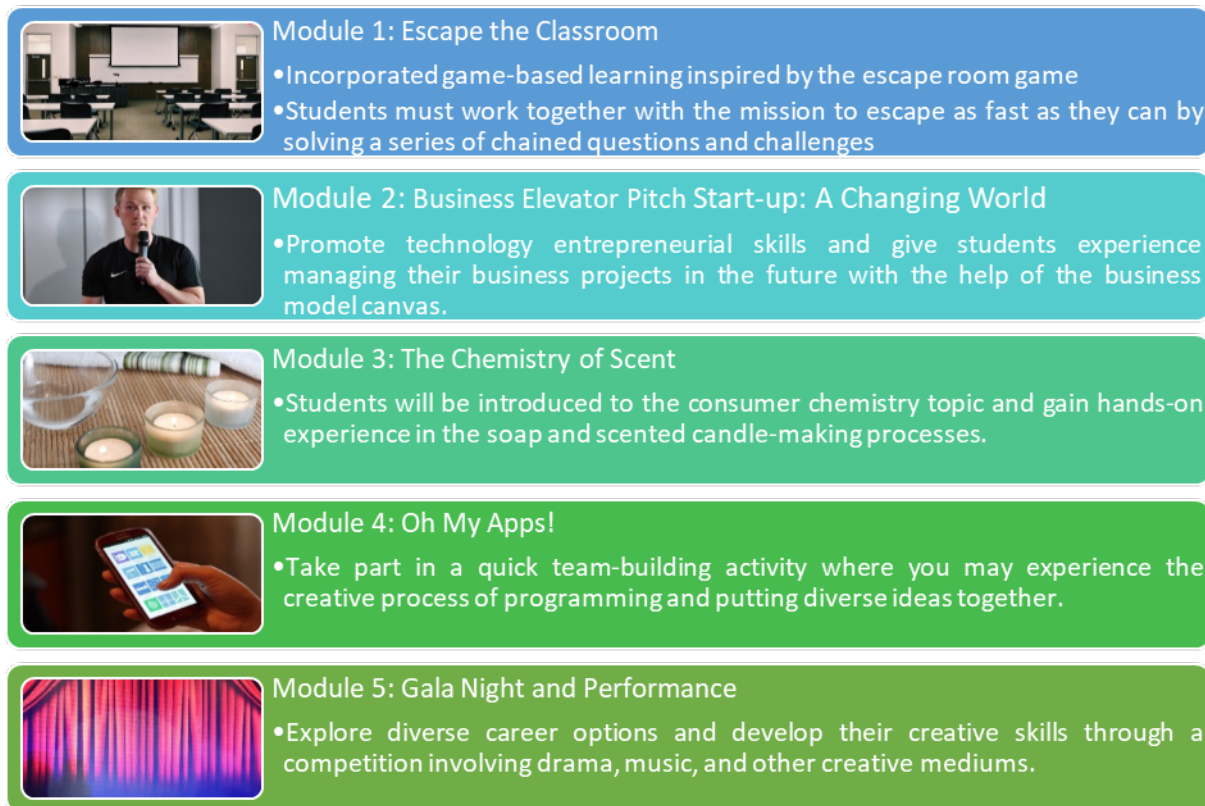 Module 1: Escape the Classroom
•Incorporated game-based learning inspired by the escape room game
•Students must work together with the mission to escape as fast as they can by
solving a series of chained questions and challenges
Module 2: Business Elevator Pitch Start-up: A Changing World
•Promote technology entrepreneurial skills and give students experience
managing their business projects in the future with the help of the business
model canvas.
Module 3: The Chemistry of Scent
•Students will be introduced to the consumer chemistry topic and gain hands-on
experience in the soap and scented candle-making processes.
Module 4: Oh My Apps!
•Take part in a quick team-building activity where you may experience the
creative process of programming and putting diverse ideas together.
Module 5: Gala Night and Performance
•Explore diverse career options and develop their creative skills through a
competition involving drama, music, and other creative mediums.